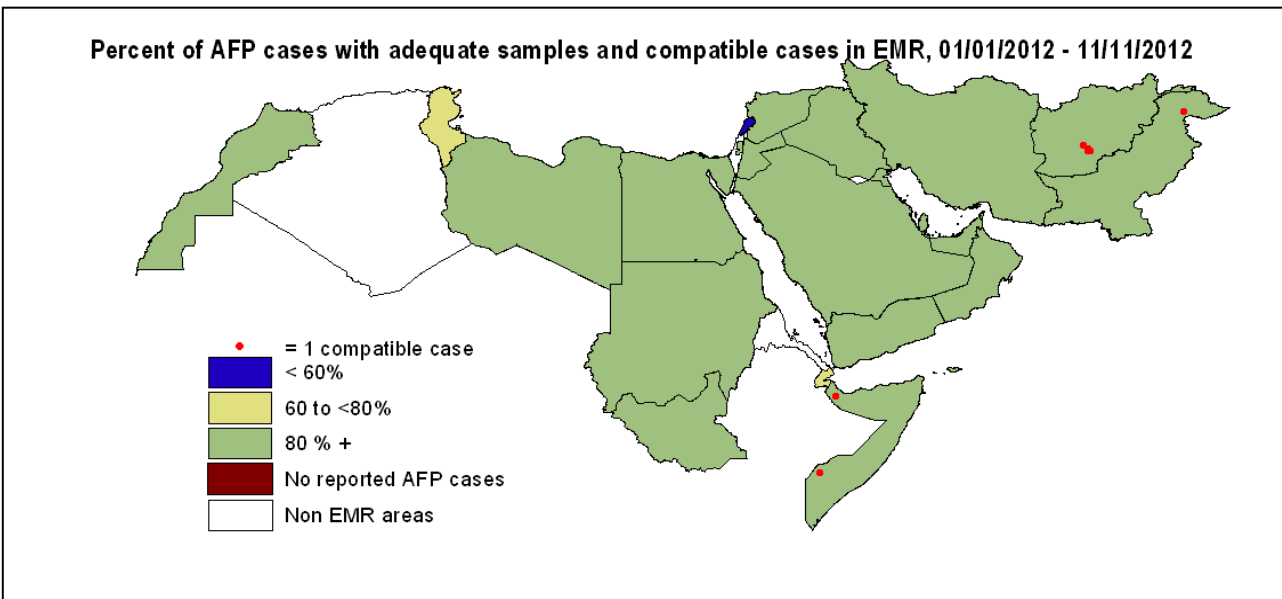 Percent of AFP cases with adequate samples and compatible cases in EMR, 01/01/2012 - 11/11/2012
= 1 compatible case
< 60%
60 to <80%
80 % +
No reported AFP cases
Non EMR areas